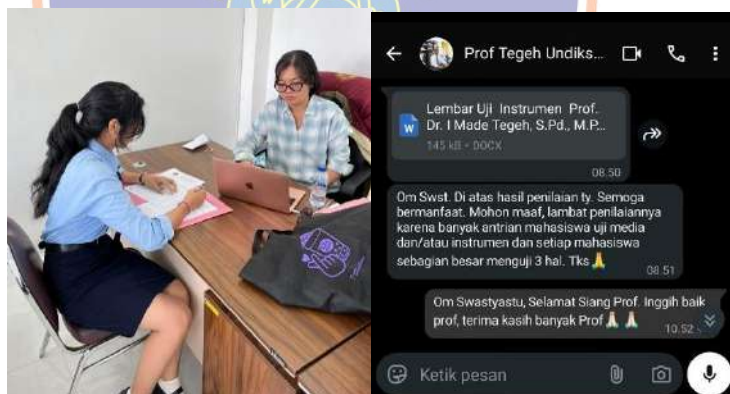 Prof Tegeh Undiks...
Lembar Uji Instrumen Prof.
Dr. I Made Tegeh, S.Pd., M.P...
W
145 kB • DOCX
08.50
Om Swst. Di atas hasil penilaian ty. Semoga
bermanfaat. Mohon maaf, lambat penilaiannya
karena banyak antrian mahasiswa uji media
dan/atau instrumen dan setiap mahasiswa
sebagian besar menguji 3 hal. Tks🙏
08.51
Om Swastyastu, Selamat Siang Prof. Inggih baik
prof, terima kasih banyak Prof🙏🏻🙏🏻
10.52
Ketik pesan